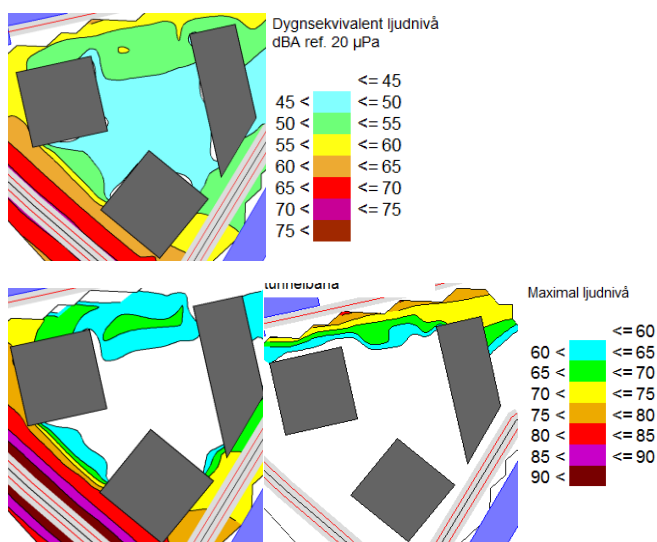 Dygnsekvivalent ljudnivå
dBA ref. 20 µPa
<= 45
45 < <= 50
50 < <= 55
55 < <= 60
60 < <= 65
65 < <= 70
70 < <= 75
75 <
tunnelbana
Maximal ljudnivå
<= 60
60 < <= 65
65 < <= 70
70 < <= 75
75 < <= 80
80 < <= 85
85 < <= 90
90 <